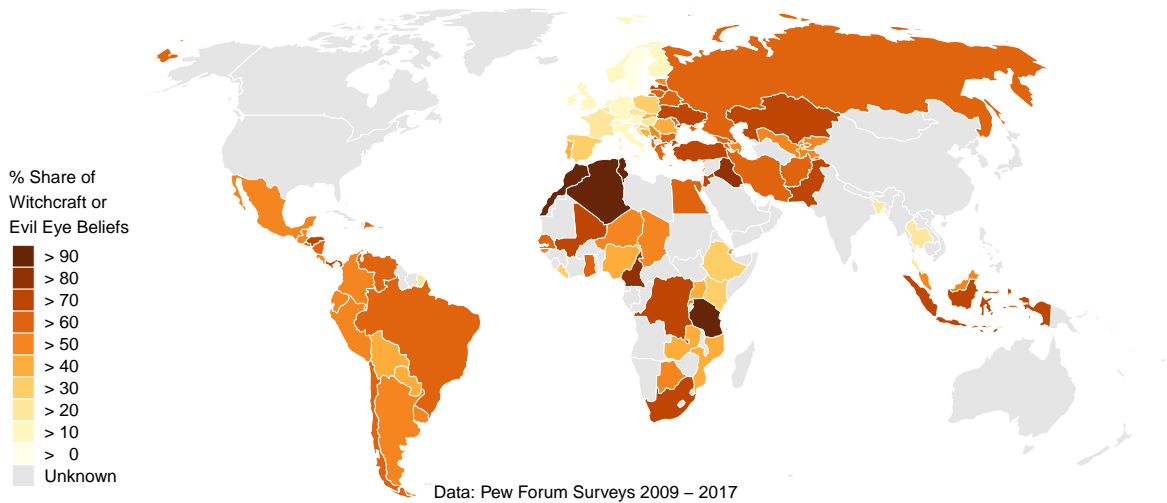 % Share of
Witchcraft or
Evil Eye Beliefs
> 90
> 80
> 70
> 60
> 50
> 40
> 30
> 20
> 10
> 0
Unknown
Data: Pew Forum Surveys 2009 – 2017